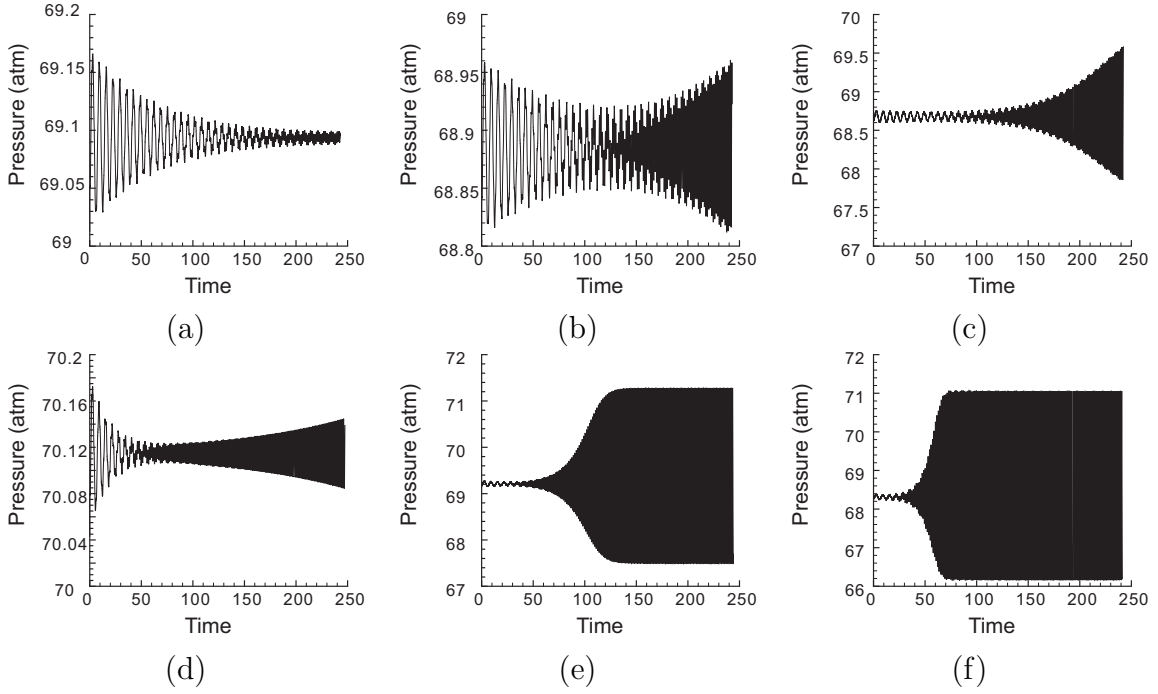 69.2
69.15
69.1
69.05
69
Pressure (atm)
0 50 100 150 200 250
Time
(a)
69
68.95
68.9
68.85
68.8
Pressure (atm)
0 50 100 150 200 250
Time
(b)
70
69.5
69
68.5
68
67.5
67
Pressure (atm)
0 50 100 150 200 250
Time
(c)
70.2
70.16
70.12
70.08
70.04
70
Pressure (atm)
0 50 100 150 200 250
Time
(d)
72
71
70
69
68
67
Pressure (atm)
0 50 100 150 200 250
Time
(e)
72
71
70
68
67
66
Pressure (atm)
0 50 100 150 200 250
Time
(f)